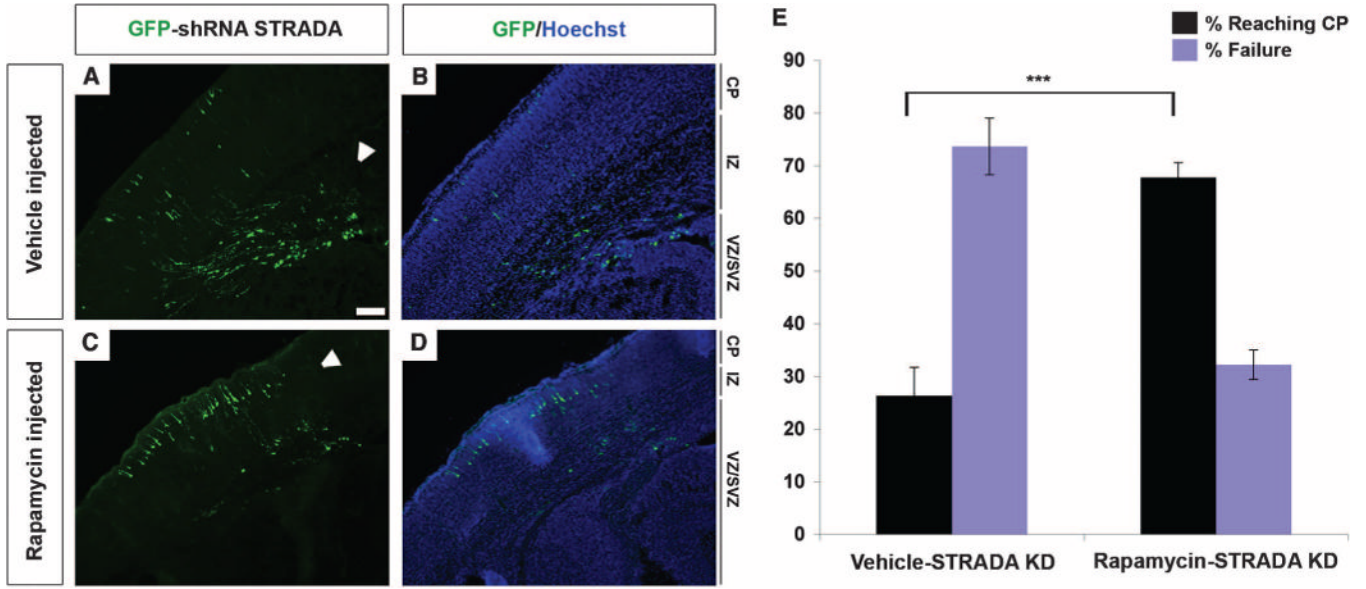 GFP-shRNA STRADA
GFP/Hoechst
Vehicle injected
A
B
CP
IZ
VZ/SVZ
Rapamycin injected
C
D
CP
IZ
VZ/SVZ
E
% Reaching CP
% Failure
***
90
80
70
60
50
40
30
20
10
0
Vehicle-STRADA KD
Rapamycin-STRADA KD